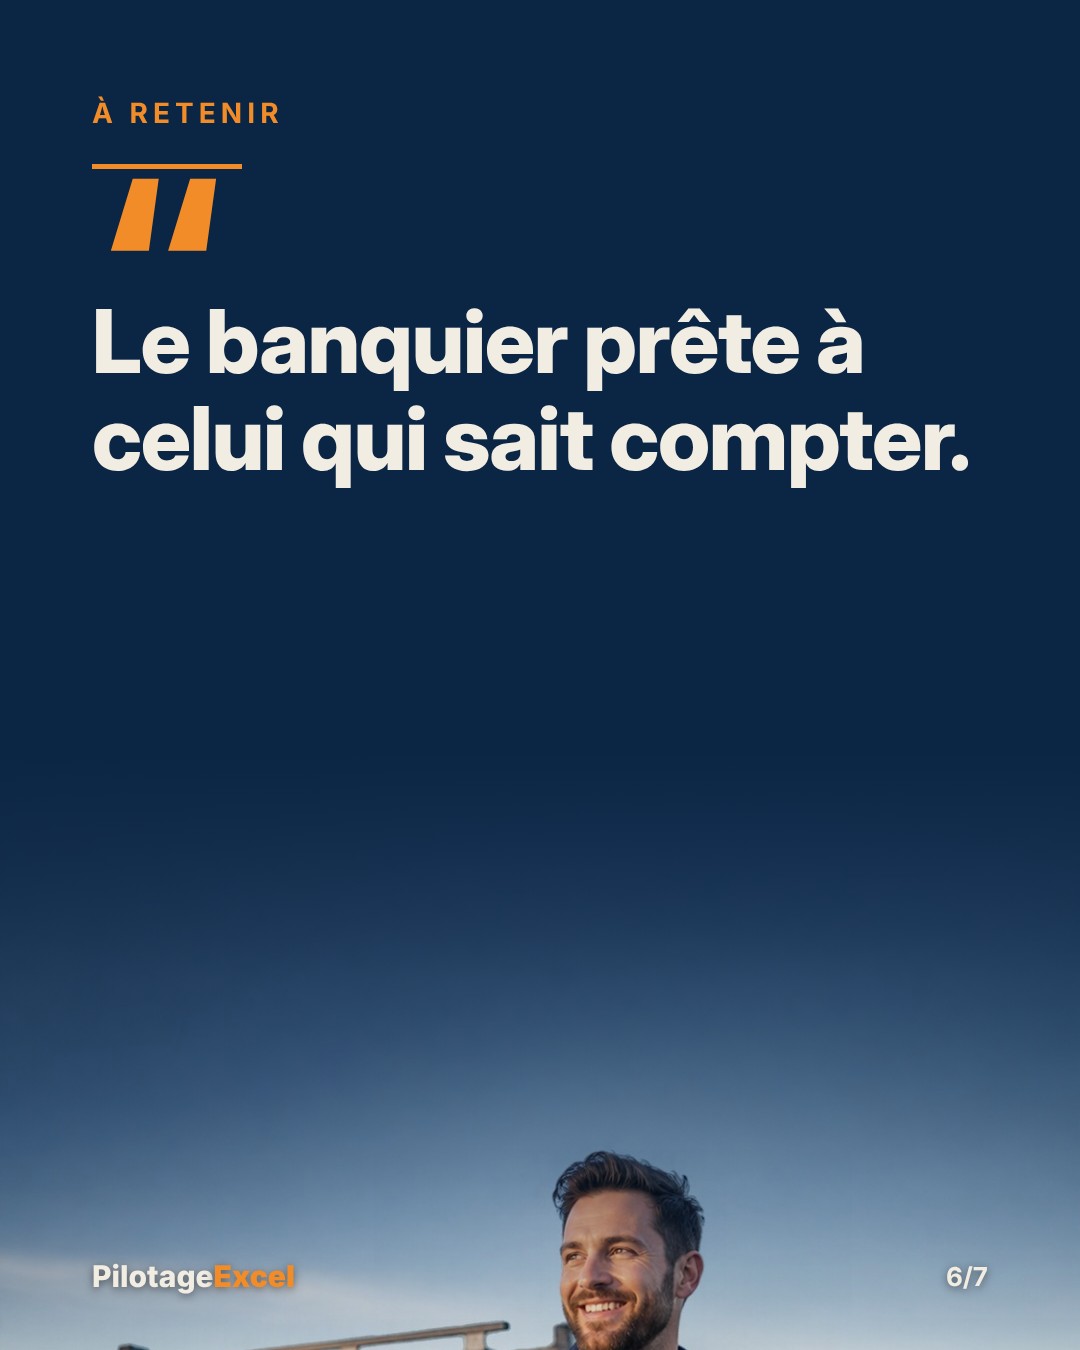 À RETENIR
"
Le banquier prête à
celui qui sait compter.
PilotageExcel
6/7